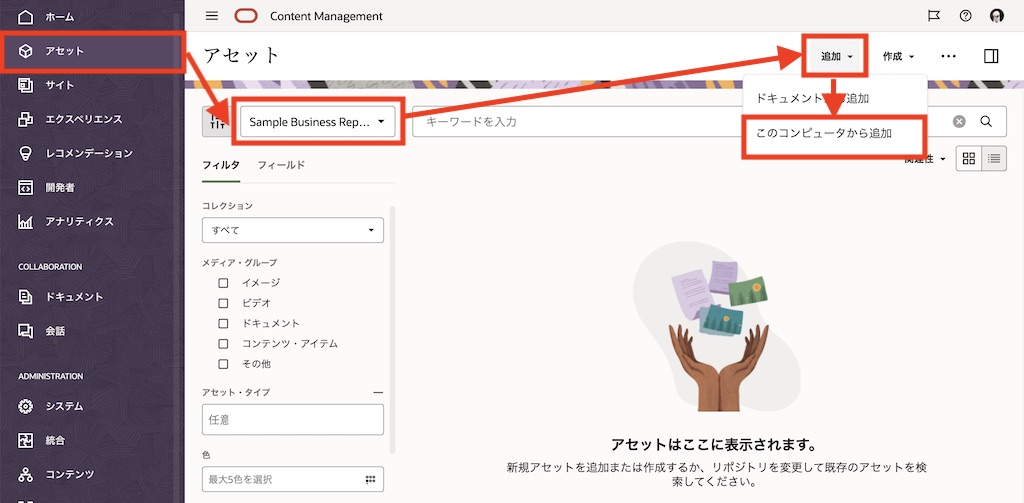 ホーム
アセット
サイト
エクスペリエンス
レコメンデーション
開発者
アナリティクス
COLLABORATION
ドキュメント
会話
ADMINISTRATION
システム
統合
コンテンツ
Content Management
アセット
追加
作成
ドキュメント
追加
このコンピュータから追加
Sample Business Rep...
キーワードを入力
関連性
フィルタ
フィールド
コレクション
すべて
メディア・グループ
イメージ
ビデオ
ドキュメント
コンテンツ・アイテム
その他
アセット・タイプ
任意
色
最大5色を選択
アセットはここに表示されます。
新規アセットを追加または作成するか、リポジトリを変更して既存のアセットを検
索してください。